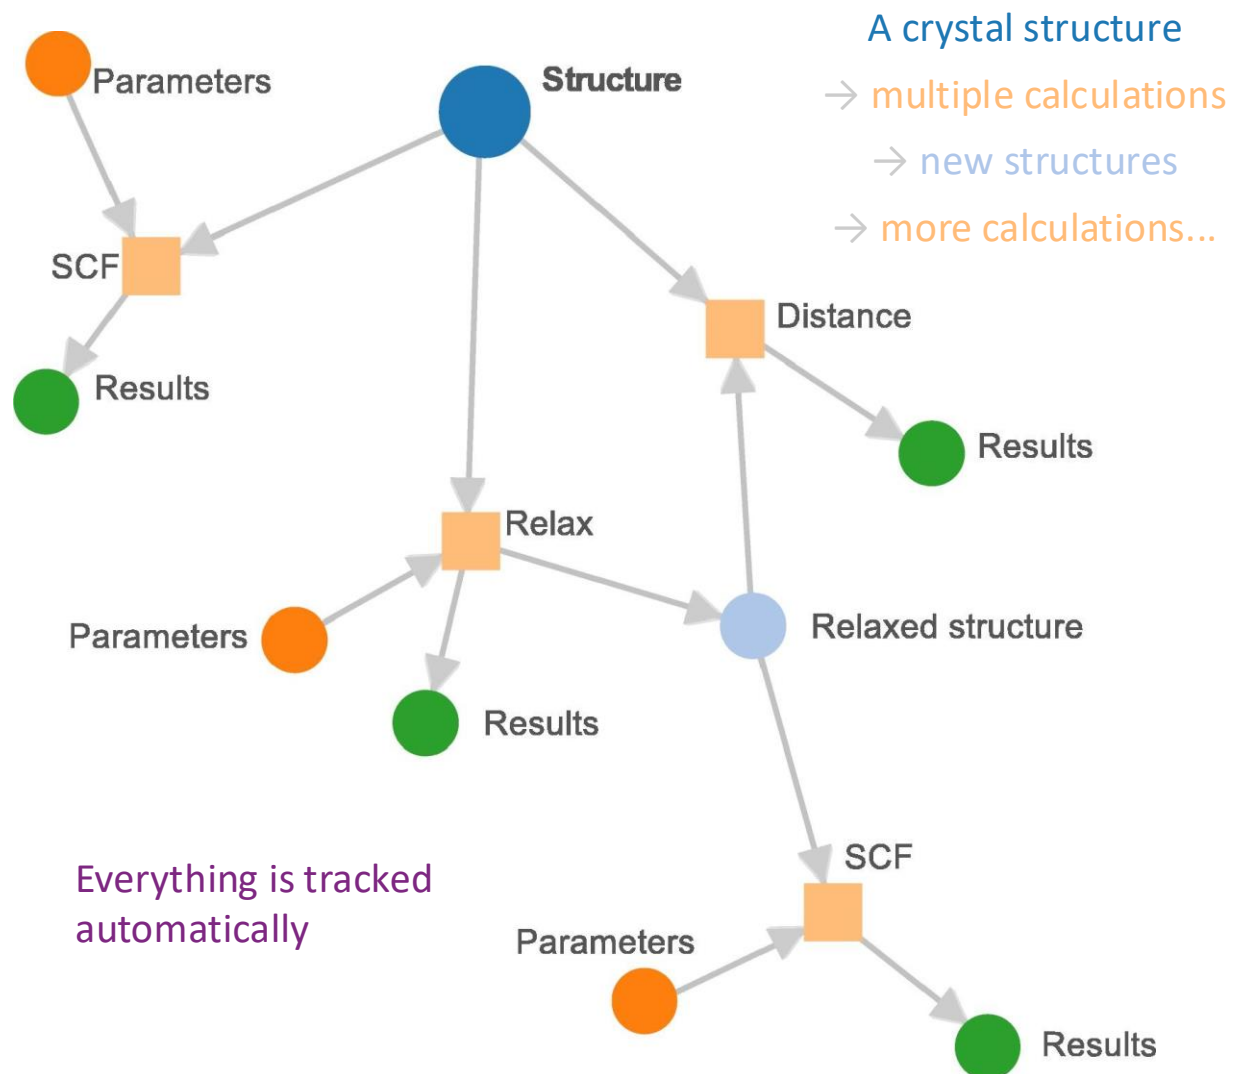 A crystal structure
Parameters
Structure
→ multiple calculations
→ new structures
→ more calculations...
SCF
Distance
Results
Results
Relax
Parameters
Relaxed structure
Results
SCF
Everything is tracked
automatically
Parameters
Results